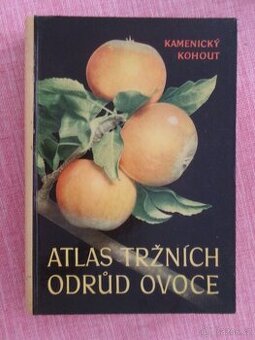 KAMENICKÝ
KOHOUT
ATLAS TRŽNÍCH
ODRŮD OVOCE